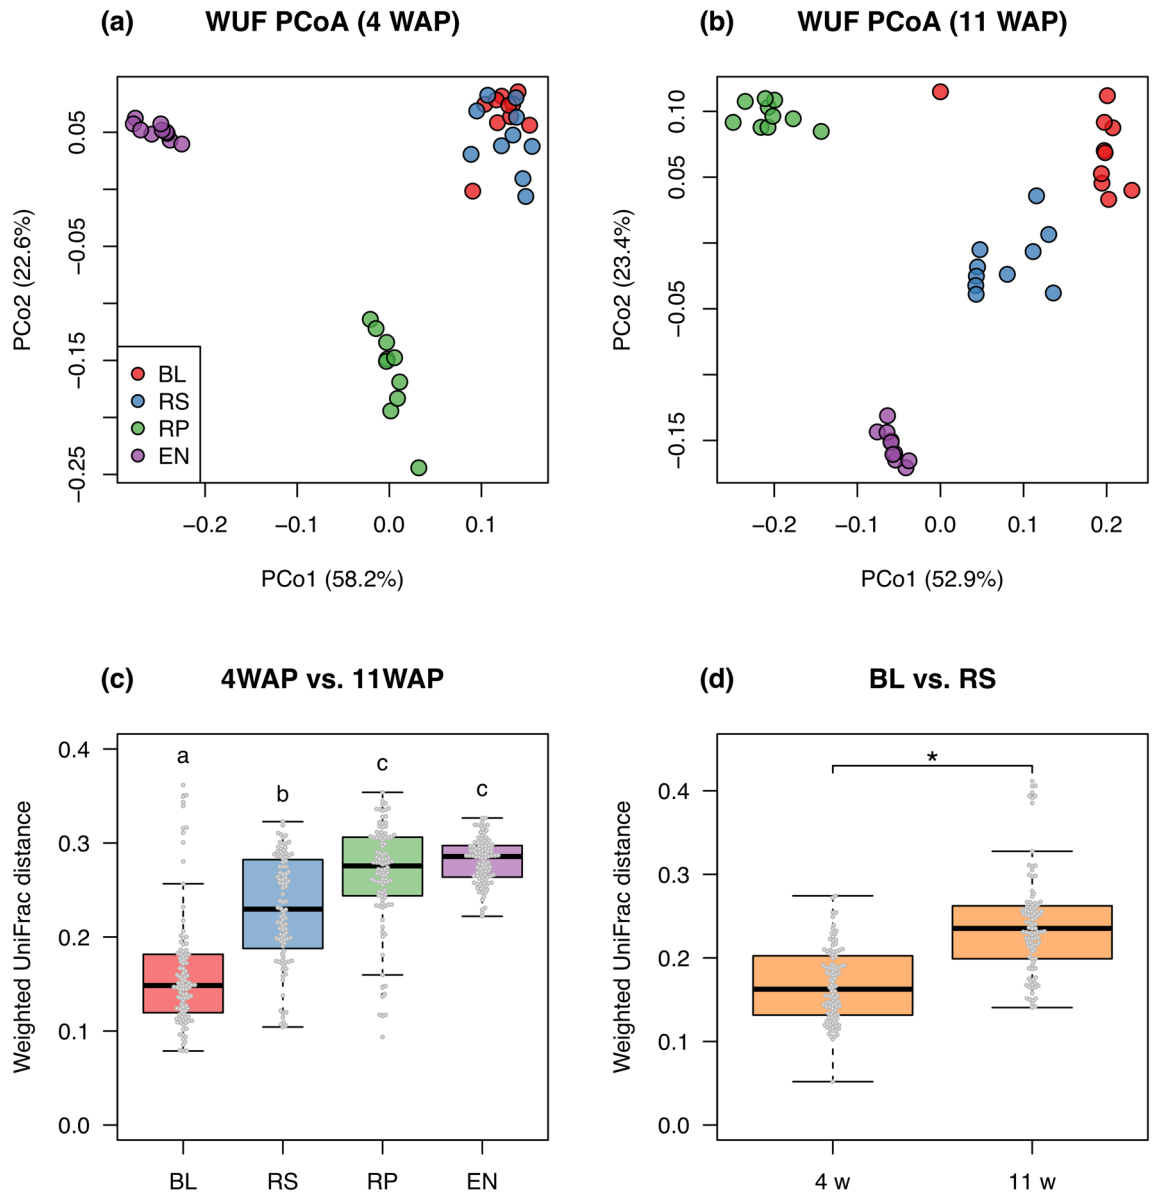 (a) WUF PCoA (4 WAP)
PCo2 (22.6%)
0.05
−0.05
−0.15
−0.25
BL
RS
RP
EN
−0.2 −0.1 0.0 0.1
PCo1 (58.2%)
(b) WUF PCoA (11 WAP)
PCo2 (23.4%)
0.10
0.05
−0.05
−0.15
−0.2 −0.1 0.0 0.1 0.2
PCo1 (52.9%)
(c) 4WAP vs. 11WAP
Weighted UniFrac distance
0.4
0.3
0.2
0.1
0.0
a b c c
BL RS RP EN
(d) BL vs. RS
Weighted UniFrac distance
0.4
0.3
0.2
0.1
0.0
*
4 w 11 w